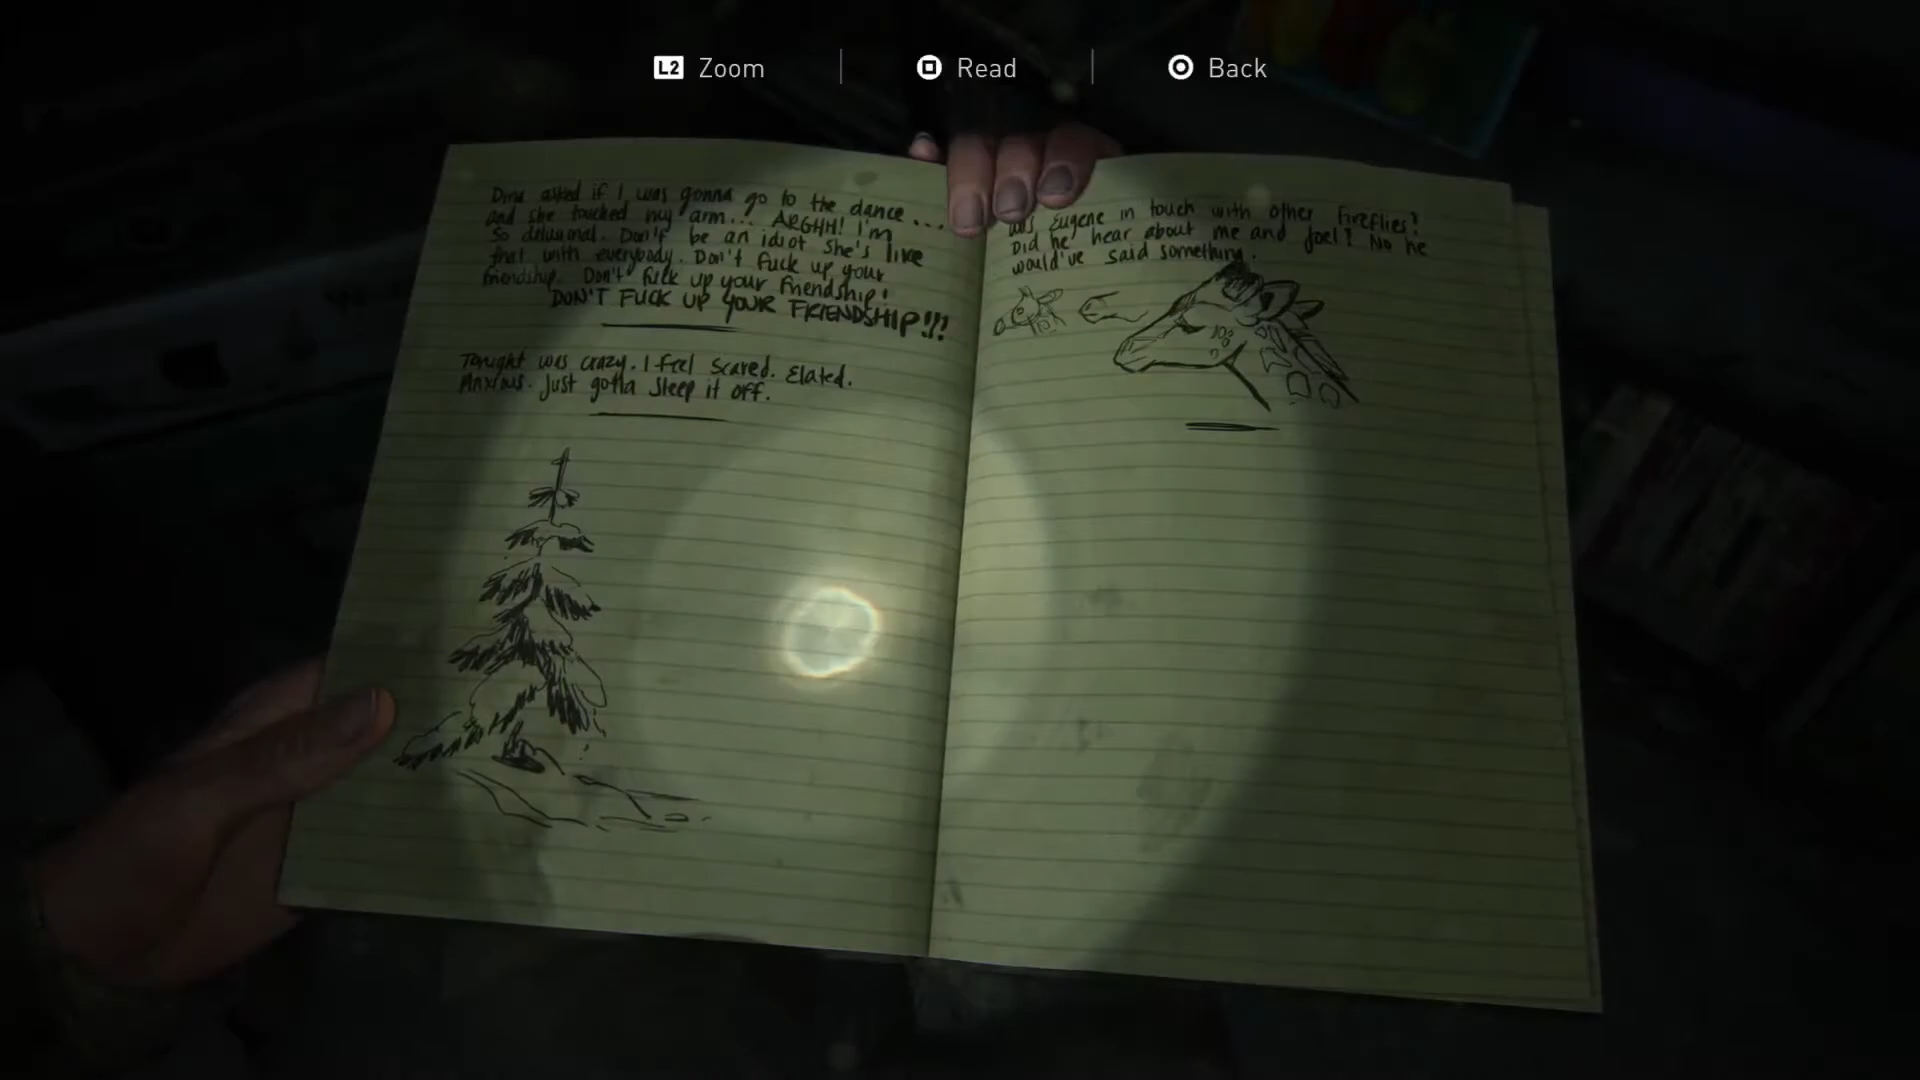 L2 Zoom
Read
Back
Dina asked if I was gonna go to the dance...
and she touched my arm... ARGHH! I'm
so delusional. Don't be an idiot she's like
that with everybody. Don't fuck up your
friendship. Don't fuck up your friendship!
DON'T FUCK UP YOUR FRIENDSHIP!!!
Tonight was crazy. I feel scared. Elated.
Anxious. Just gotta sleep it off.
Was Eugene in touch with other fireflies?
Did he hear about me and Joel? No he
would've said something.